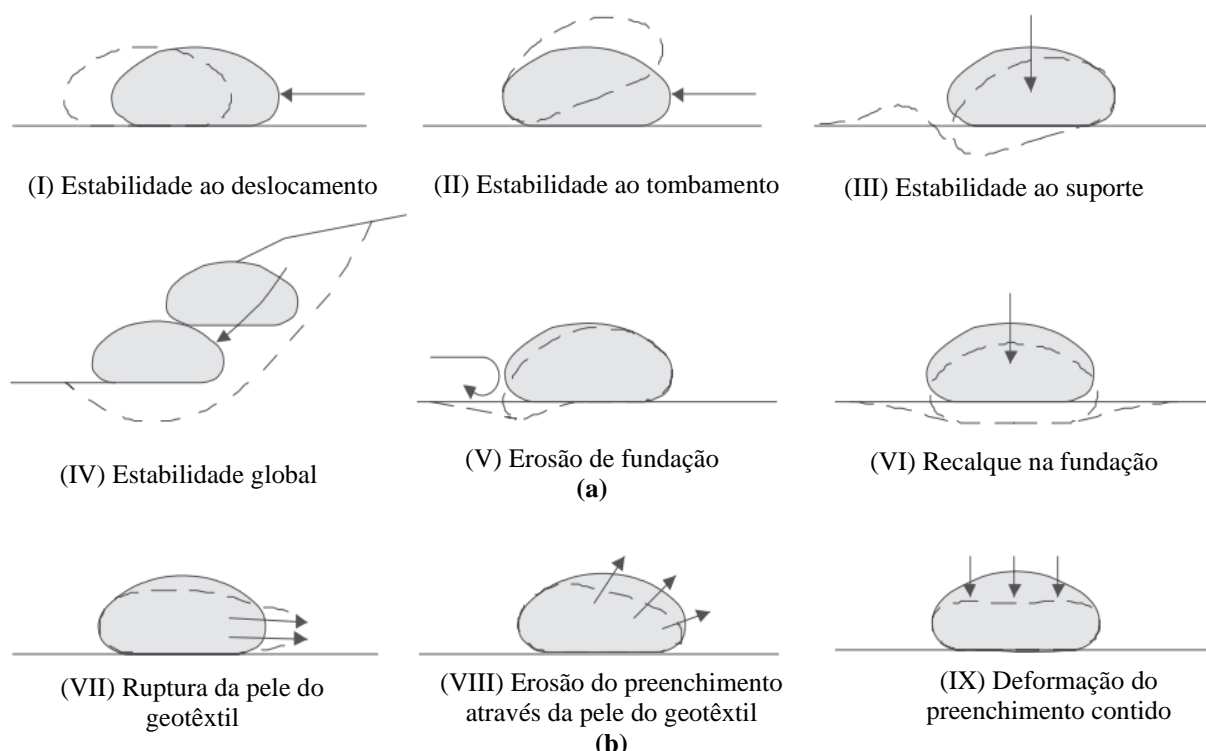 (I) Estabilidade ao deslocamento
(II) Estabilidade ao tombamento
(III) Estabilidade ao suporte
(IV) Estabilidade global
(V) Erosão de fundação
(a)
(VI) Recalque na fundação
(VII) Ruptura da pele do
geotêxtil
(VIII) Erosão do preenchimento
através da pele do geotêxtil
(b)
(IX) Deformação do
preenchimento contido